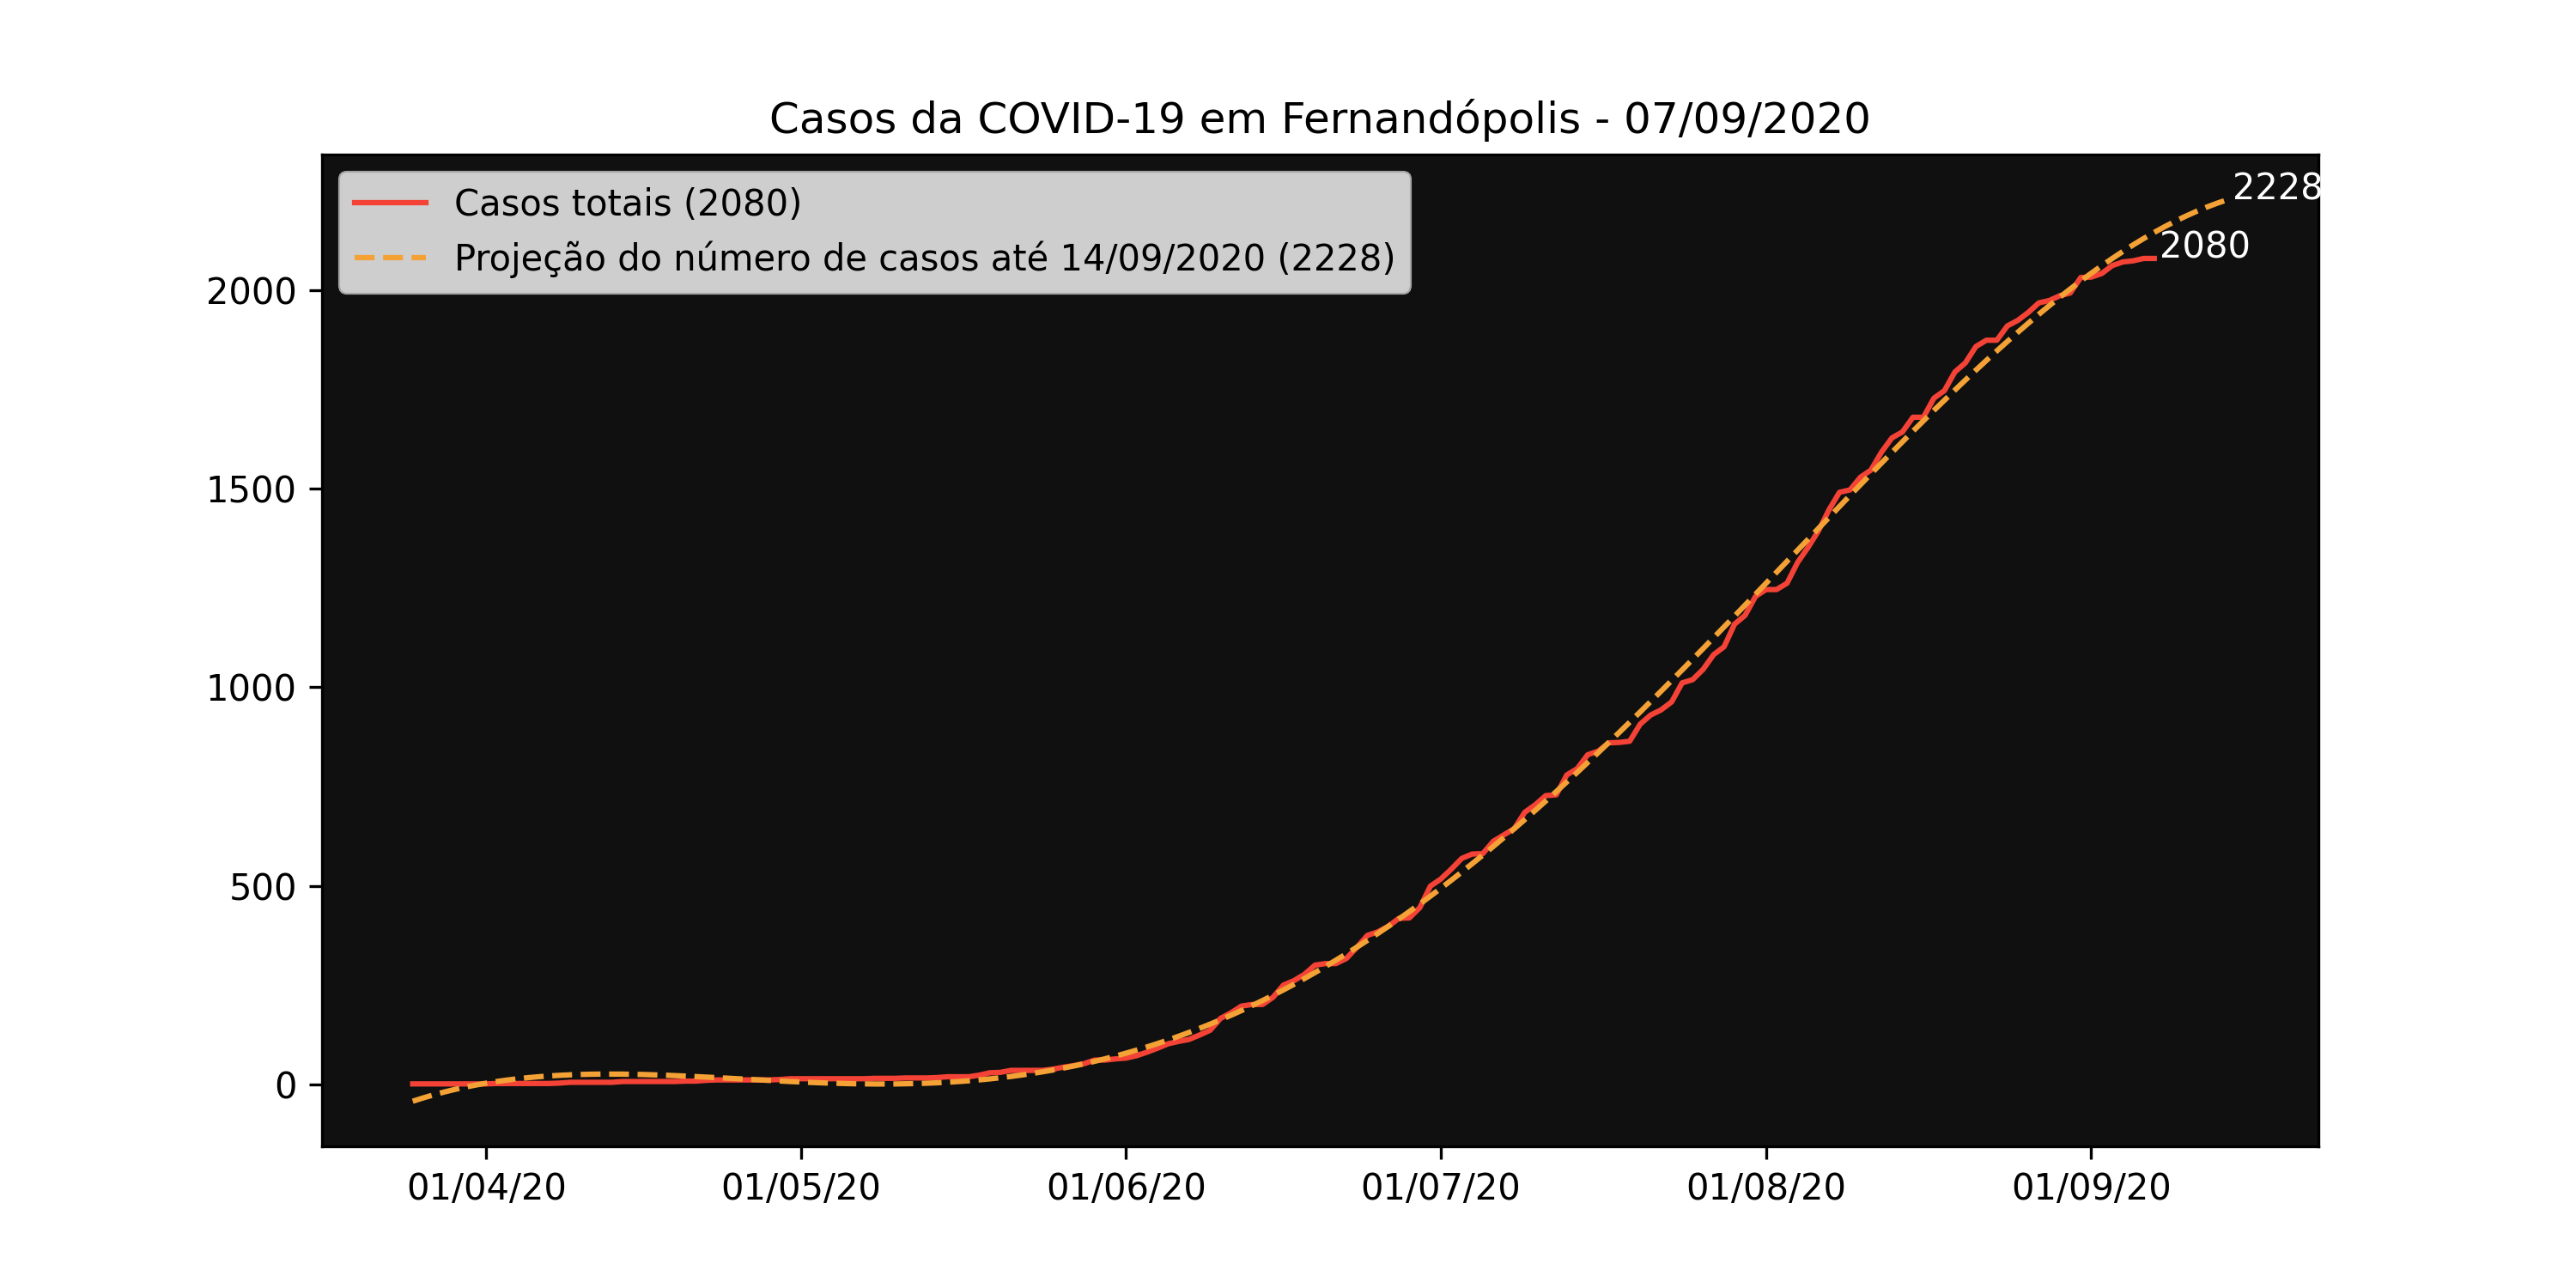 Casos da COVID-19 em Fernandópolis - 07/09/2020
Casos totais (2080)
Projeção do número de casos até 14/09/2020 (2228)
2228
2080
2000
1500
1000
500
0
01/04/20 01/05/20 01/06/20 01/07/20 01/08/20 01/09/20